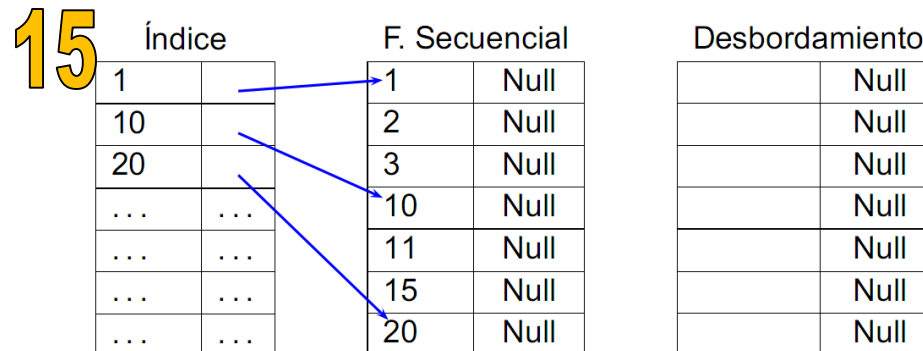 15
Índice F. Secuencial Desbordamiento
1 1 Null Null
10 2 Null Null
20 3 Null Null
. . . . . . 10 Null Null
. . . . . . 11 Null Null
. . . . . . 15 Null Null
. . . . . . 20 Null Null